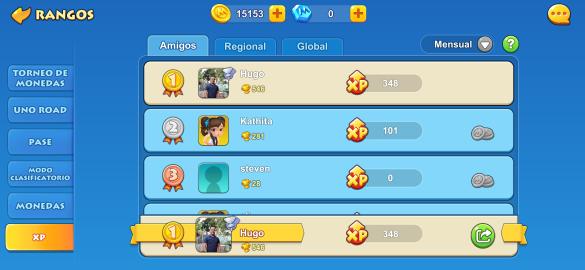 RANGOS
15153
0
Amigos
Regional
Global
Mensual
?
TORNEO DE
MONEDAS
UNO ROAD
PASE
MODO
CLASIFICATORIO
MONEDAS
XP
1
Hugo
546
XP
348
2
Kathita
281
XP
101
3
steven
28
XP
0
1
Hugo
546
XP
348